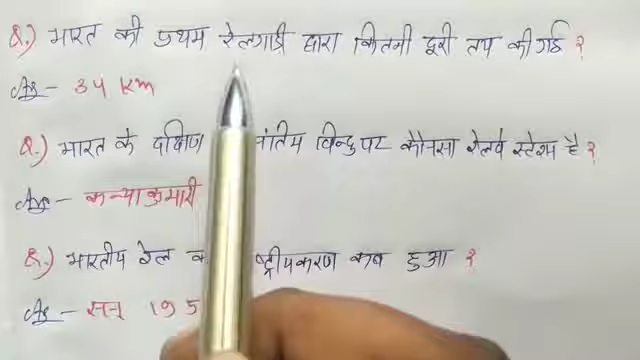 Q.) भारत की प्रथम रेलगाड़ी द्वारा कितनी दूरी तय की गई ?
Ans - 34 km
Q.) भारत के दक्षिण अंतिम बिन्दु पर कौनसा रेलवे स्टेशन है ?
Ans - कन्याकुमारी
Q.) भारतीय रेल का ष्ट्रीयकरण कब हुआ ?
Ans - सन् 195